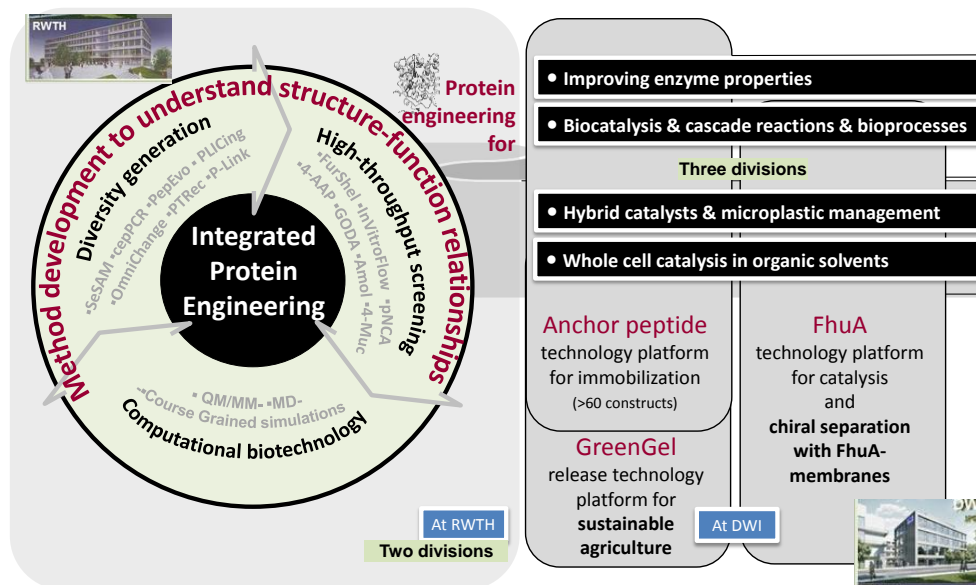 RWTH
Method development to understand structure-function relationships
Diversity generation
•SeSAM •cepPCR •PepEvo •PLICing
•OmniChange •PTRec •P-Link
High-throughput screening
•FurShel •InVitroFlow •pNCA
•4-AAP •GODA •Amol •4-Muc
Integrated
Protein
Engineering
• QM/MM- •MD-
-•Course Grained simulations
Computational biotechnology
At RWTH
Two divisions
Protein
engineering
for
• Improving enzyme properties
• Biocatalysis & cascade reactions & bioprocesses
Three divisions
• Hybrid catalysts & microplastic management
• Whole cell catalysis in organic solvents
Anchor peptide
technology platform
for immobilization
(>60 constructs)
GreenGel
release technology
platform for
sustainable
agriculture
FhuA
technology platform
for catalysis
and
chiral separation
with FhuA-
membranes
At DWI